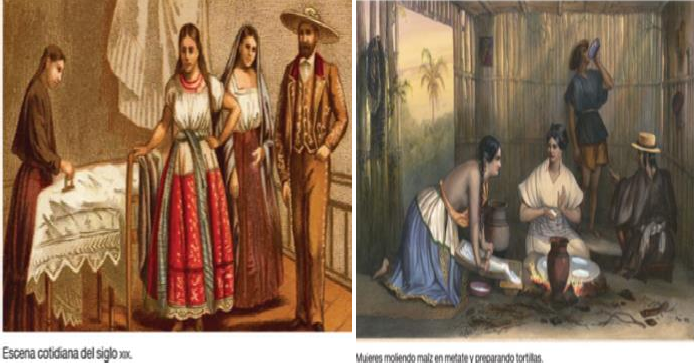 Escena cotidiana del siglo XIX.
Mujeres moliendo maíz en metate y preparando tortillas.